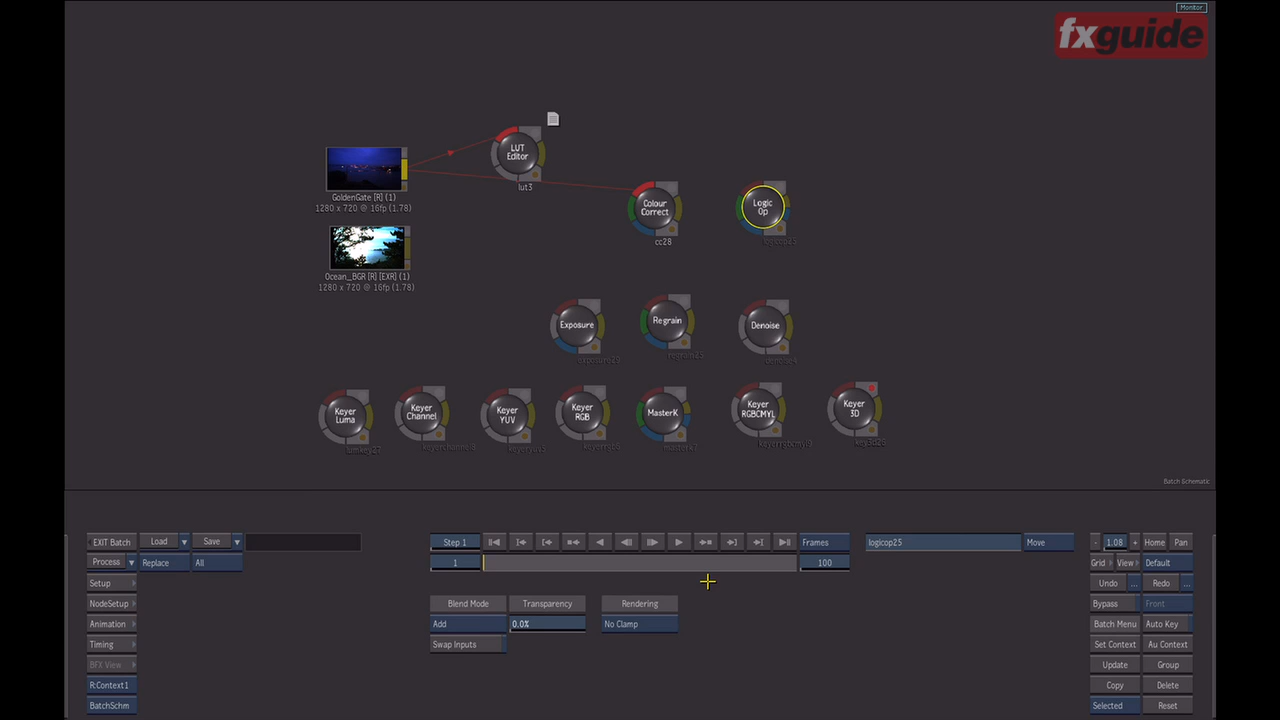 Monitor
fxguide
LUT
Editor
lut3
GoldenGate [R] (1)
1280 x 720 @ 16fp (1.78)
Colour
Correct
cc28
Logic
Op
logicop25
Ocean_BGR [R] [EXR] (1)
1280 x 720 @ 16fp (1.78)
Exposure
Regrain
Denoise
Keyer
Luma
Keyer
Channel
Keyer
YUV
Keyer
RGB
MasterK
Keyer
RGBCMYL
Keyer
3D
Batch Schematic
EXIT Batch
Load
Save
Step 1
Frames
logicop25
Move
- 1.08 + Home Pan
Process
Replace
All
1
100
Grid
View
Default
Setup
Undo ... Redo ...
NodeSetup
Blend Mode
Transparency
Rendering
Bypass
Front
Animation
Add
0.0%
No Clamp
Batch Menu
Auto Key
Timing
Swap Inputs
Set Context
Au Context
BFX View
Update
Group
R:Context1
Copy
Delete
BatchSchm
Selected
Reset